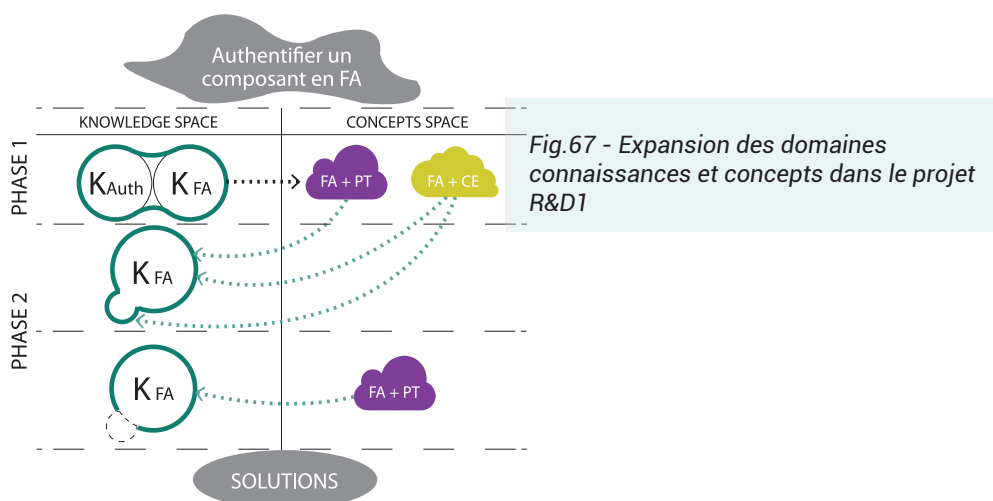 Authentifier un
composant en FA
KNOWLEDGE SPACE
CONCEPTS SPACE
PHASE 1
KAuth
K FA
FA + PT
FA + CE
Fig.67 - Expansion des domaines
connaissances et concepts dans le projet
R&D1
PHASE 2
K FA
K FA
FA + PT
SOLUTIONS